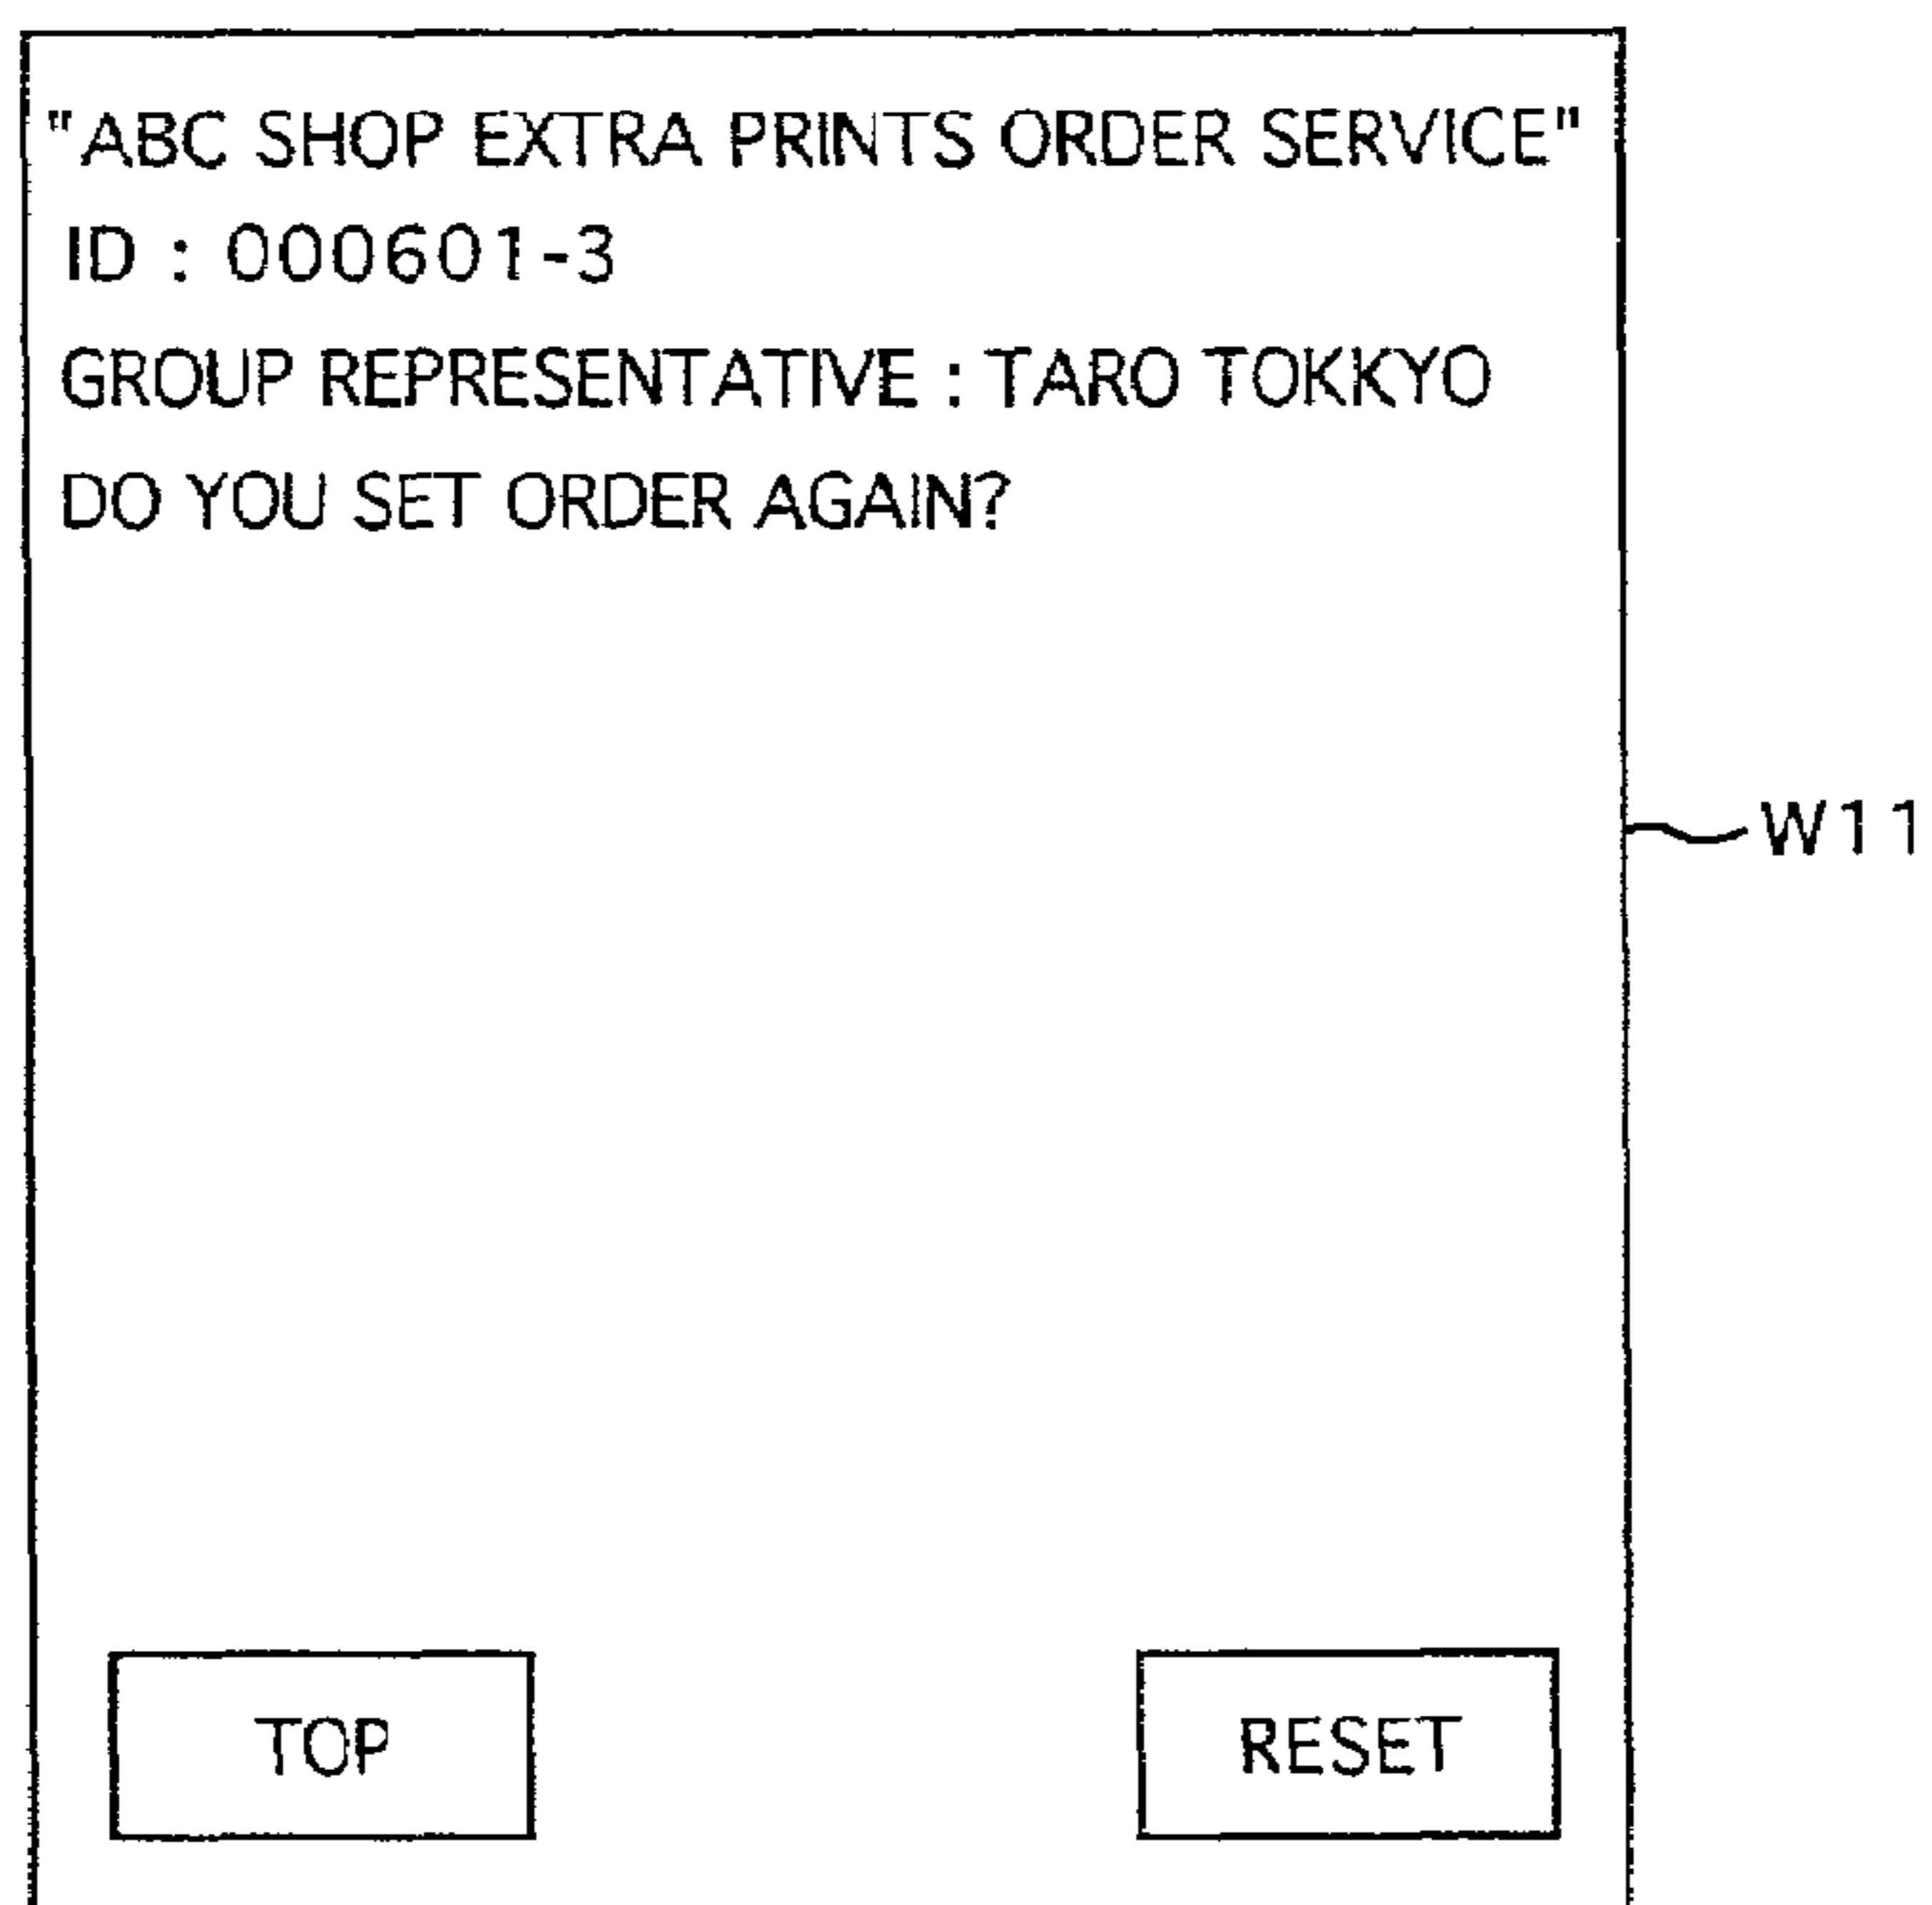 "ABC SHOP EXTRA PRINTS ORDER SERVICE"
ID : 000601-3
GROUP REPRESENTATIVE : TARO TOKKYO
DO YOU SET ORDER AGAIN?
W11
TOP
RESET